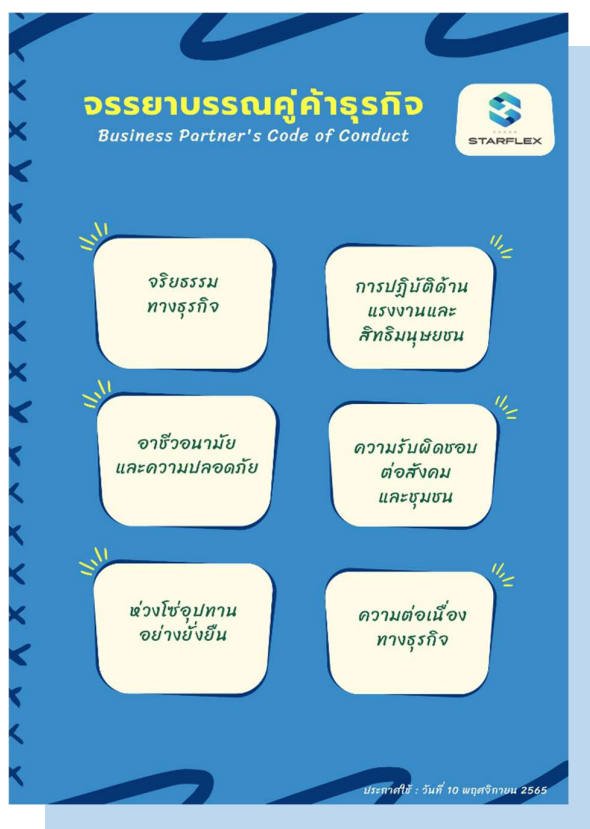 จรรยาบรรณคู่ค้าธุรกิจ
Business Partner's Code of Conduct
STARFLEX
จริยธรรม
ทางธุรกิจ
การปฏิบัติด้าน
แรงงานและ
สิทธิมนุษยชน
อาชีวอนามัย
และความปลอดภัย
ความรับผิดชอบ
ต่อสังคม
และชุมชน
ห่วงโซ่อุปทาน
อย่างยั่งยืน
ความต่อเนื่อง
ทางธุรกิจ
ประกาศใช้ : วันที่ 10 พฤศจิกายน 2565